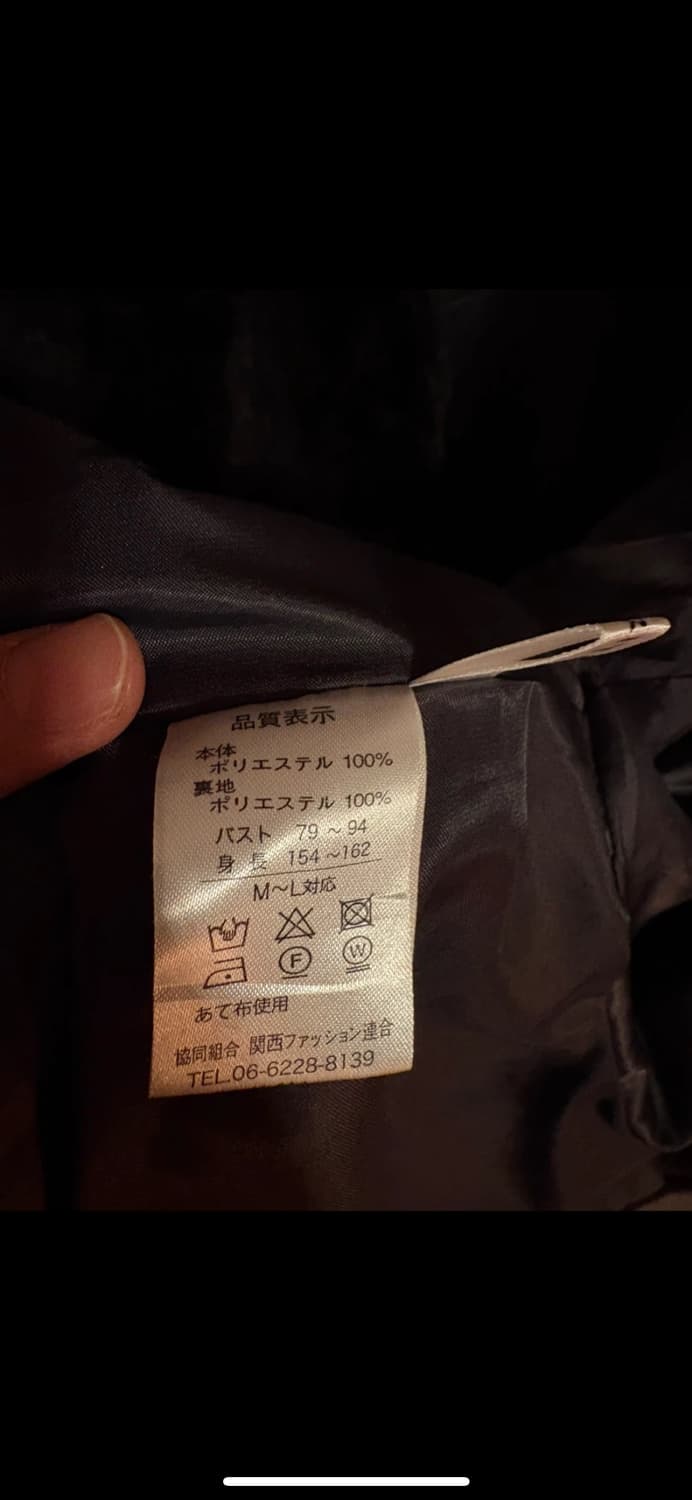 品質表示
本体
ポリエステル 100%
裏地
ポリエステル 100%
バスト 79 ~ 94
身 長 154 ~162
M~L対応
F W
あて布使用
協同組合 関西ファッション連合
TEL.06-6228-8139